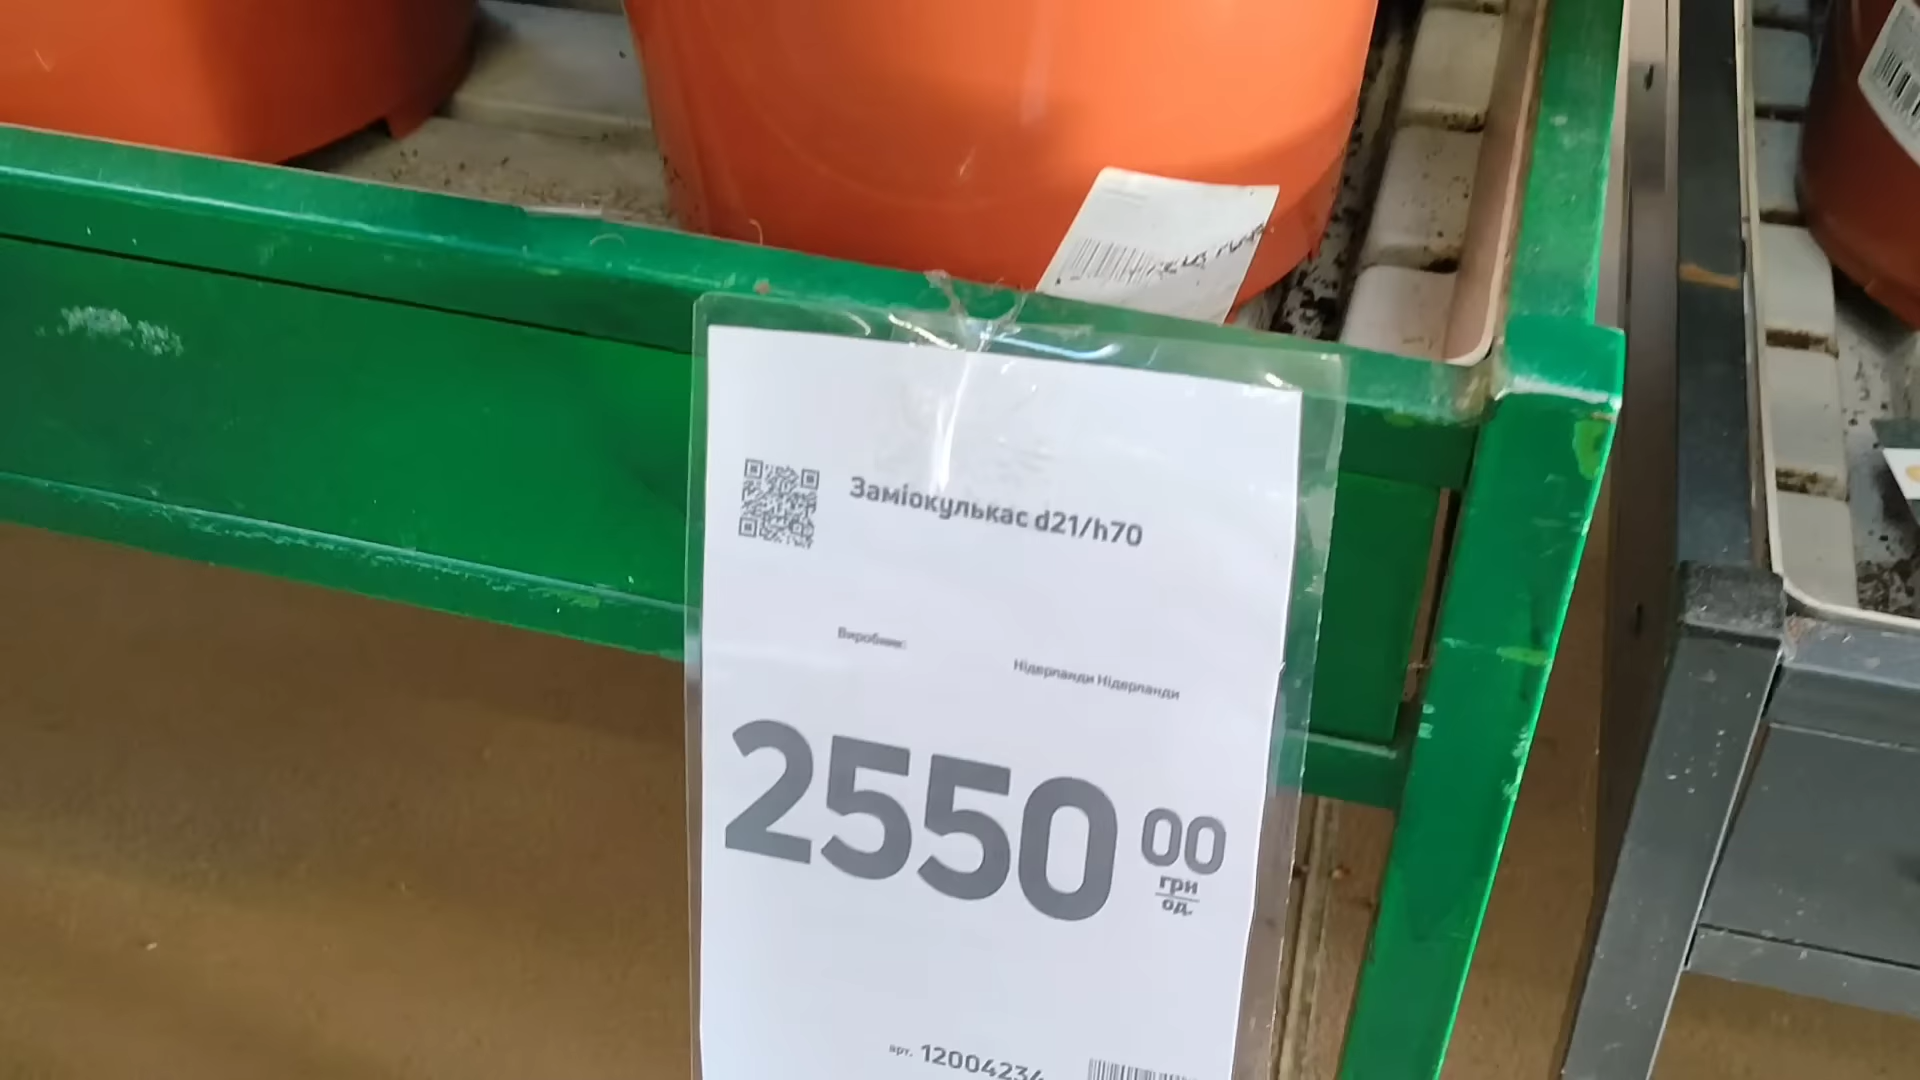 Заміокулькас d21/h70
Виробник:
Нідерланди Нідерланди
2550 00
грн
од.
арт. 12004234